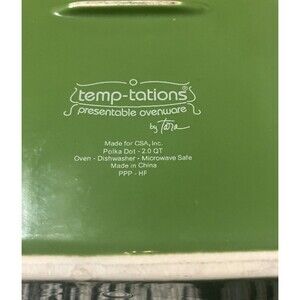 temp-tations®
presentable ovenware
by Tara
Made for CSA, Inc.
Polka Dot - 2.0 QT
Oven - Dishwasher - Microwave Safe
Made in China
PPP - HF